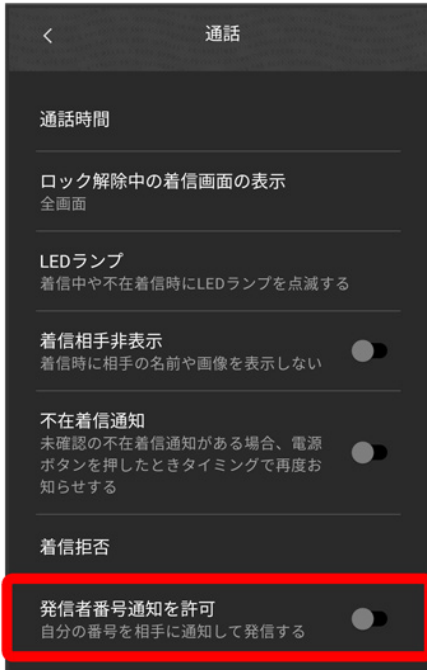 通話
通話時間
ロック解除中の着信画面の表示
全画面
LEDランプ
着信中や不在着信時にLEDランプを点滅する
着信相手非表示
着信時に相手の名前や画像を表示しない
不在着信通知
未確認の不在着信通知がある場合、電源
ボタンを押したときタイミングで再度お
知らせする
着信拒否
発信者番号通知を許可
自分の番号を相手に通知して発信する